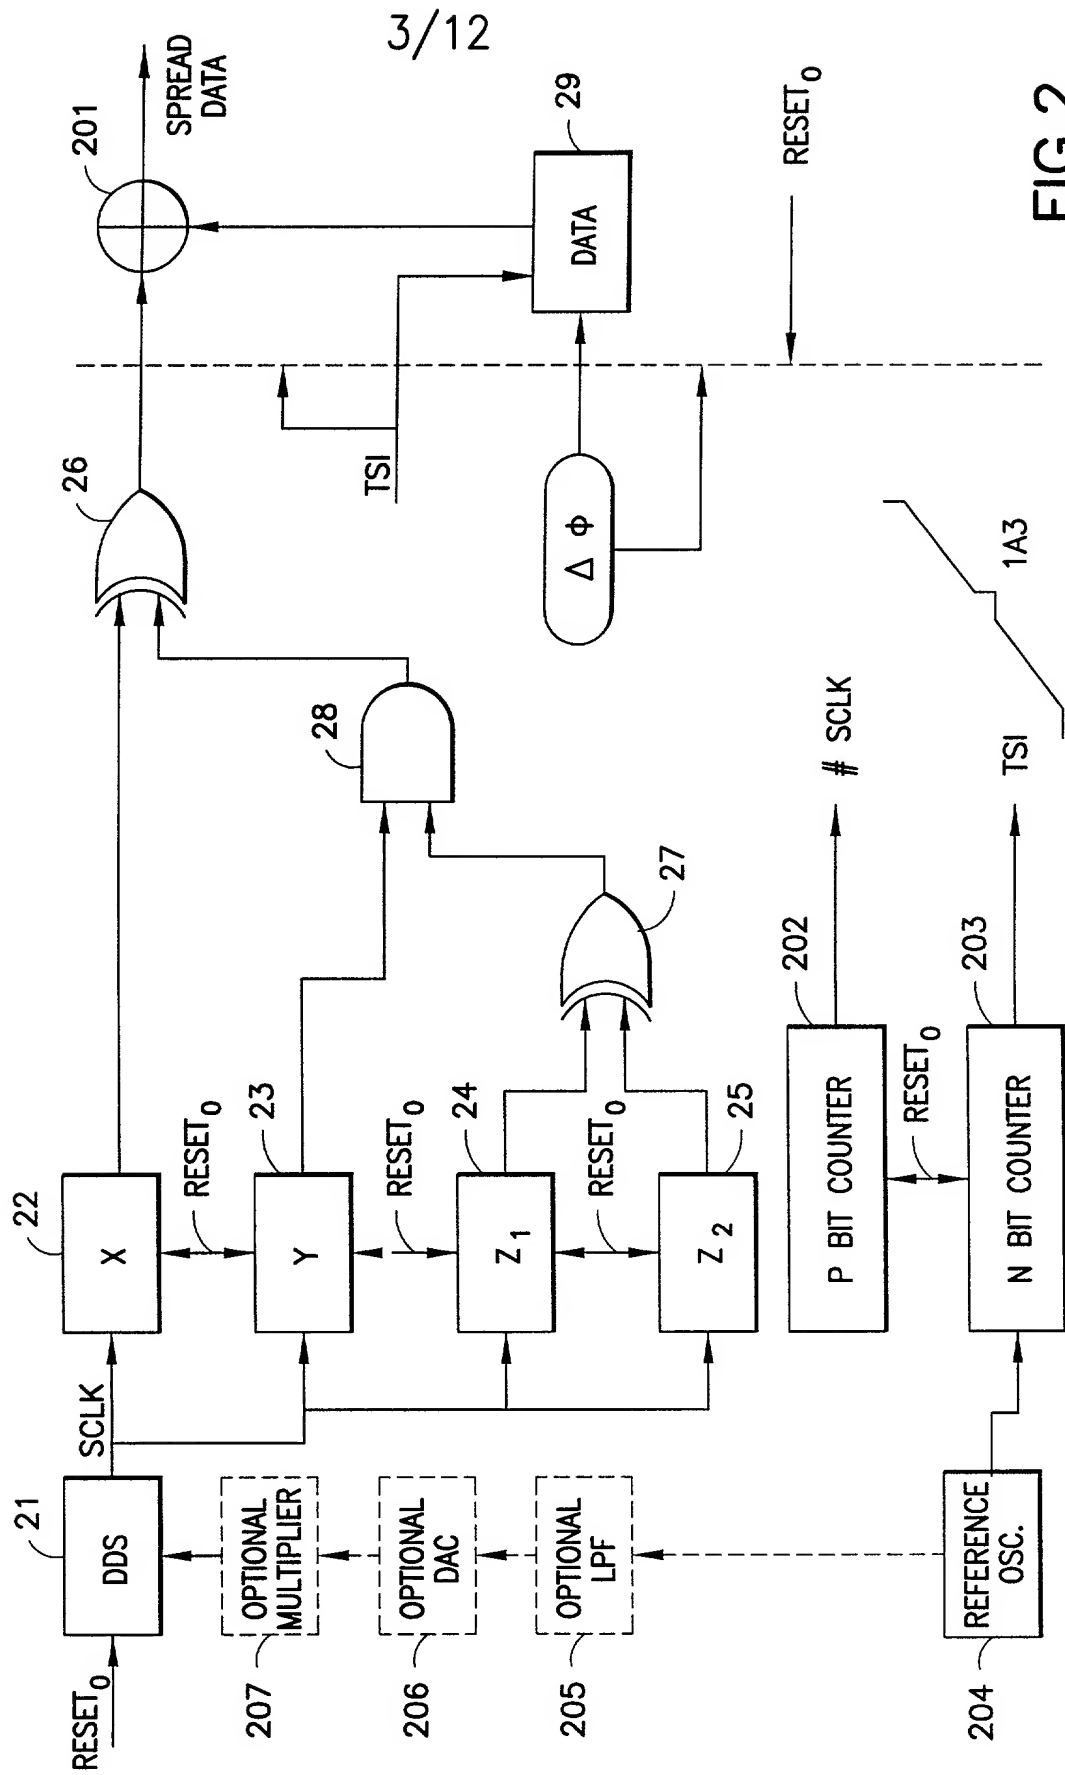 3/12
RESET0
21
DDS
SCLK
22
X
RESET0
23
Y
RESET0
24
Z1
RESET0
25
Z2
26
27
28
201
SPREAD
DATA
TSI
Δ Φ
29
DATA
RESET0
207
OPTIONAL
MULTIPLIER
206
OPTIONAL
DAC
205
OPTIONAL
LPF
204
REFERENCE
OSC.
202
P BIT COUNTER
# SCLK
RESET0
203
N BIT COUNTER
TSI
1A3
FIG.2